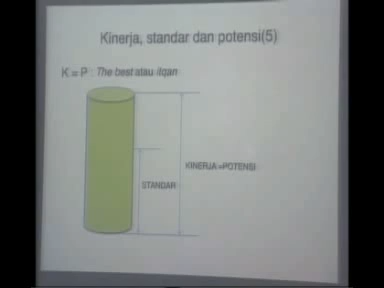 Kinerja, standar dan potensi(5)
K = P : The best atau itqan
KINERJA =POTENSI
STANDAR